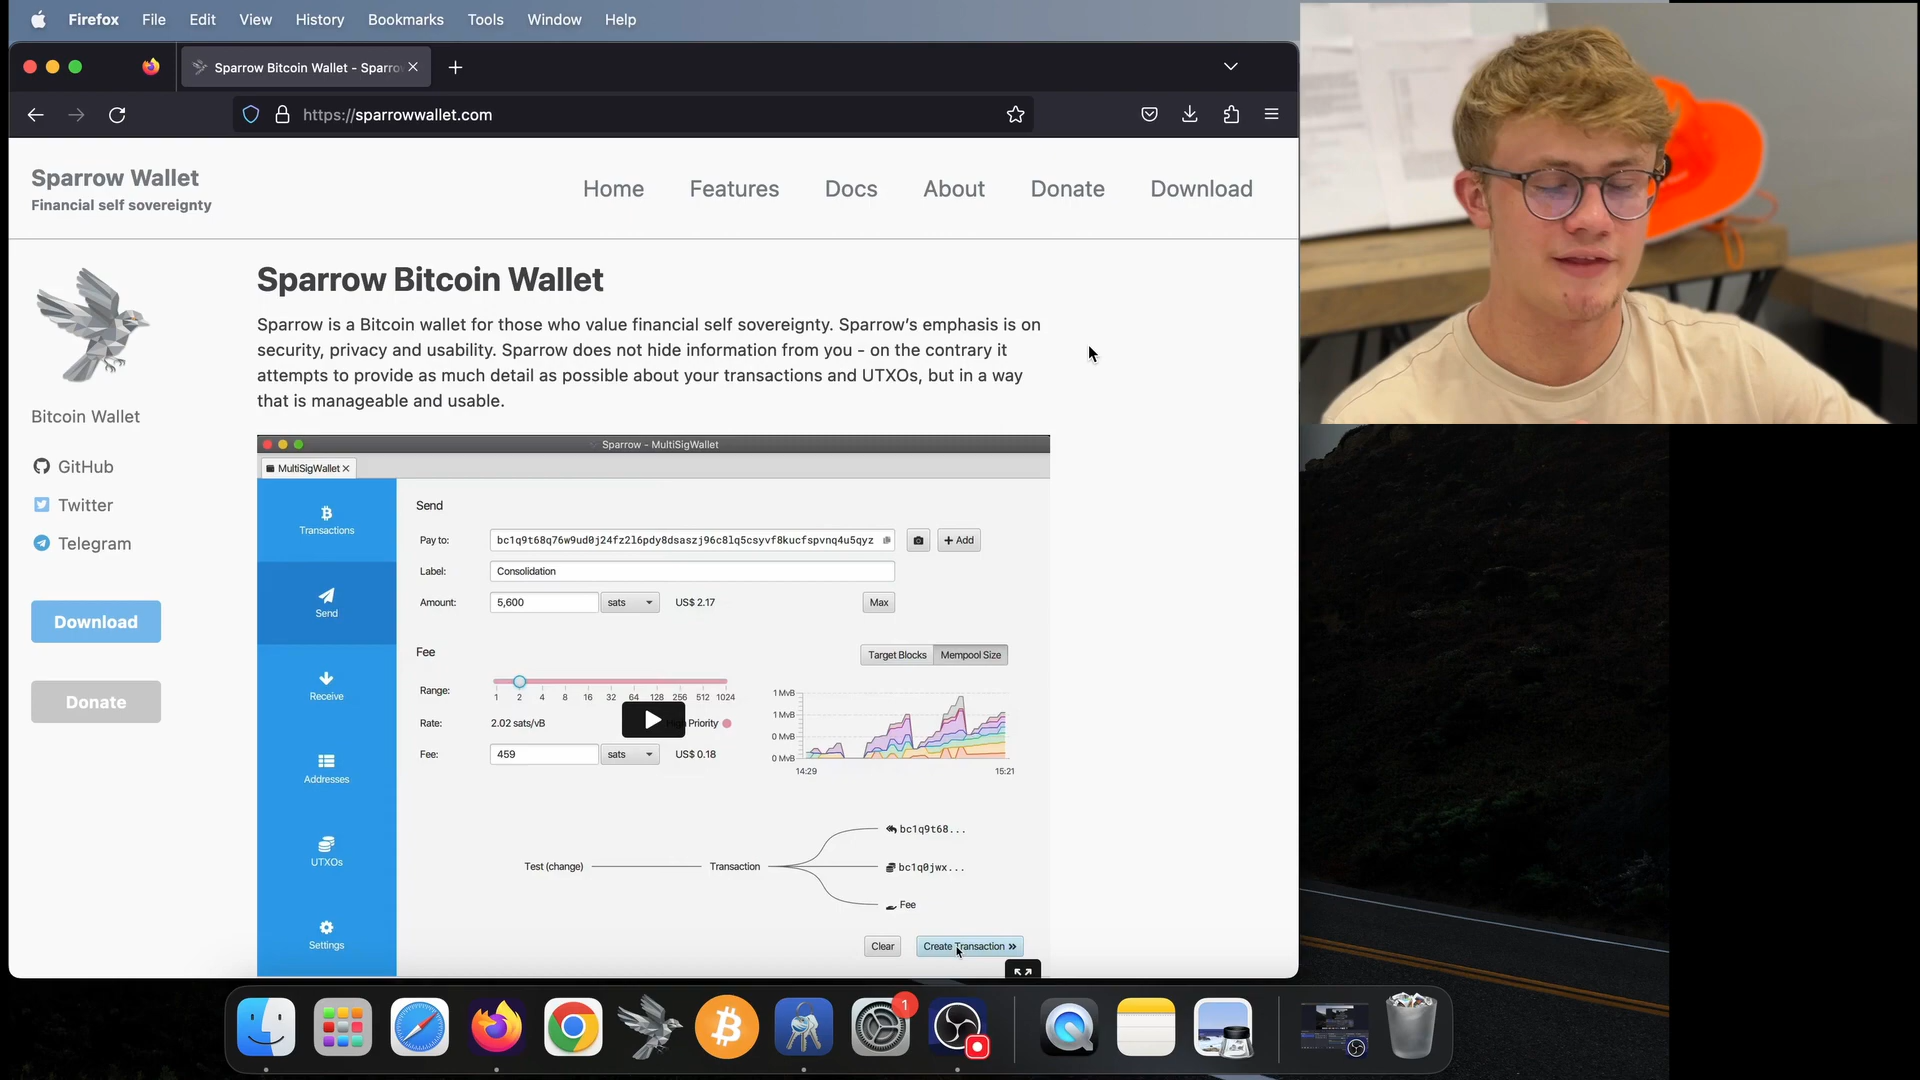 Firefox File Edit View History Bookmarks Tools Window Help
Sparrow Bitcoin Wallet - Sparro
https://sparrowwallet.com
Sparrow Wallet
Financial self sovereignty
Home Features Docs About Donate Download
Bitcoin Wallet
GitHub
Twitter
Telegram
Download
Donate
Sparrow Bitcoin Wallet
Sparrow is a Bitcoin wallet for those who value financial self sovereignty. Sparrow's emphasis is on
security, privacy and usability. Sparrow does not hide information from you - on the contrary it
attempts to provide as much detail as possible about your transactions and UTXOs, but in a way
that is manageable and usable.
Sparrow - MultiSigWallet
MultiSigWallet
Transactions
Send
Receive
Addresses
UTXOs
Settings
Send
Pay to: bc1q9t68q76w9ud0j24fz2l6pdy8dsaszj96c8lq5csyvf8kucfspvnq4u5qyz + Add
Label: Consolidation
Amount: 5,600 sats US$ 2.17 Max
Fee Target Blocks Mempool Size
Range: 1 2 4 8 16 32 64 128 256 512 1024
Rate: 2.02 sats/vB Priority
Fee: 459 sats US$ 0.18
1 MvB
1 MvB
0 MvB
0 MvB
14:29 15:21
Test (change) Transaction
bc1q9t68...
bc1q0jwx...
Fee
Clear Create Transaction »
1